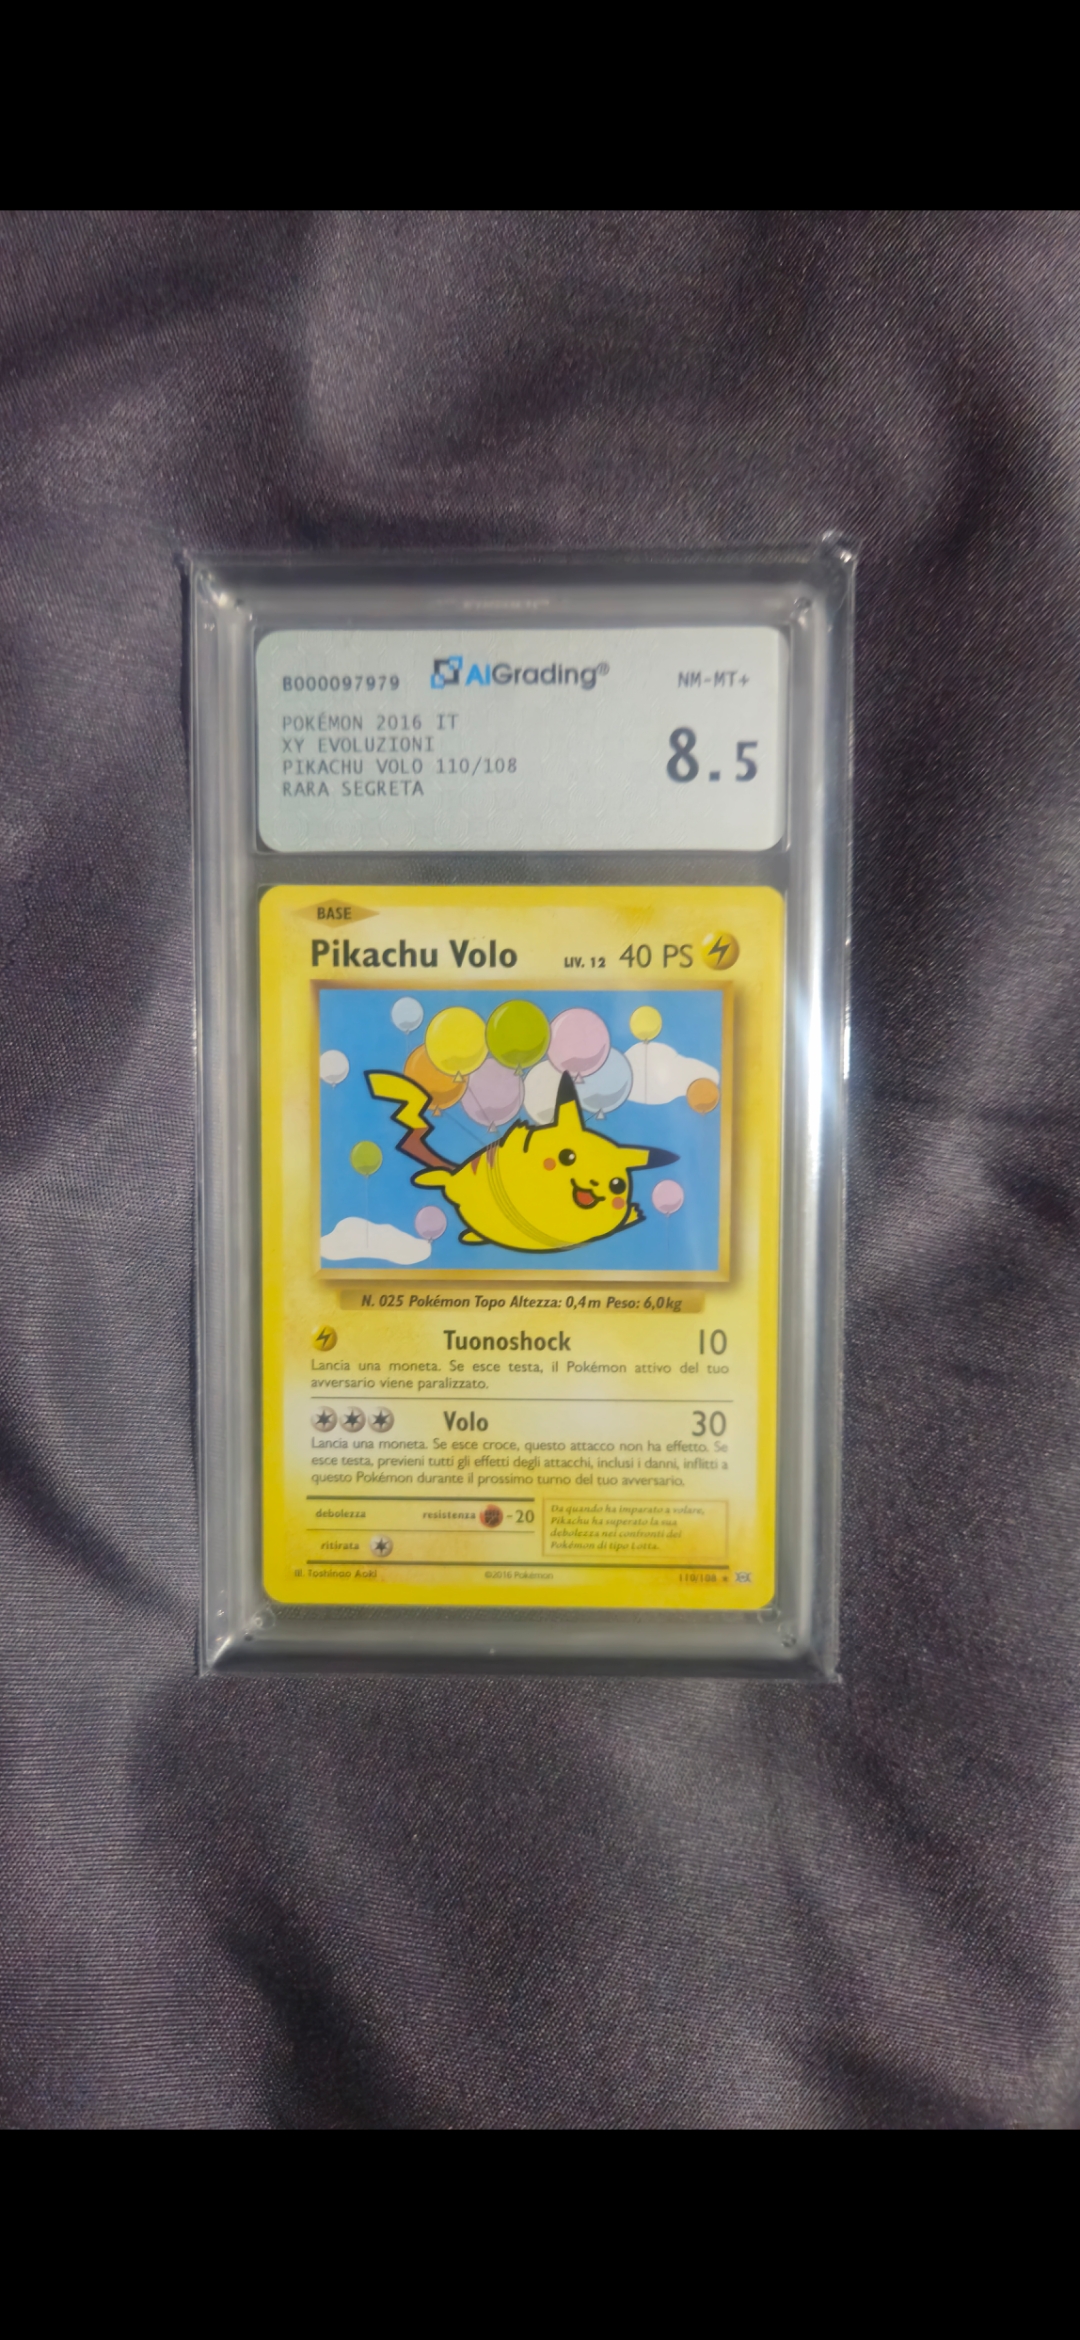 B000097979 AiGrading® NM-MT+
POKÉMON 2016 IT
XY EVOLUZIONI
PIKACHU VOLO 110/108
RARA SEGRETA
8.5
BASE
Pikachu Volo LIV. 12 40 PS
N. 025 Pokémon Topo Altezza: 0,4m Peso: 6,0kg
Tuonoshock 10
Lancia una moneta. Se esce testa, il Pokémon attivo del tuo
avversario viene paralizzato.
Volo 30
Lancia una moneta. Se esce croce, questo attacco non ha effetto. Se
esce testa, previeni tutti gli effetti degli attacchi, inclusi i danni, inflitti a
questo Pokémon durante il prossimo turno del tuo avversario.
debolezza resistenza -20
ritirata
Da quando ha imparato a volare,
Pikachu ha superato la sua
debolezza nei confronti dei
Pokémon di tipo Lotta.
Ill. Toshinao Aoki ©2016 Pokémon 110/108